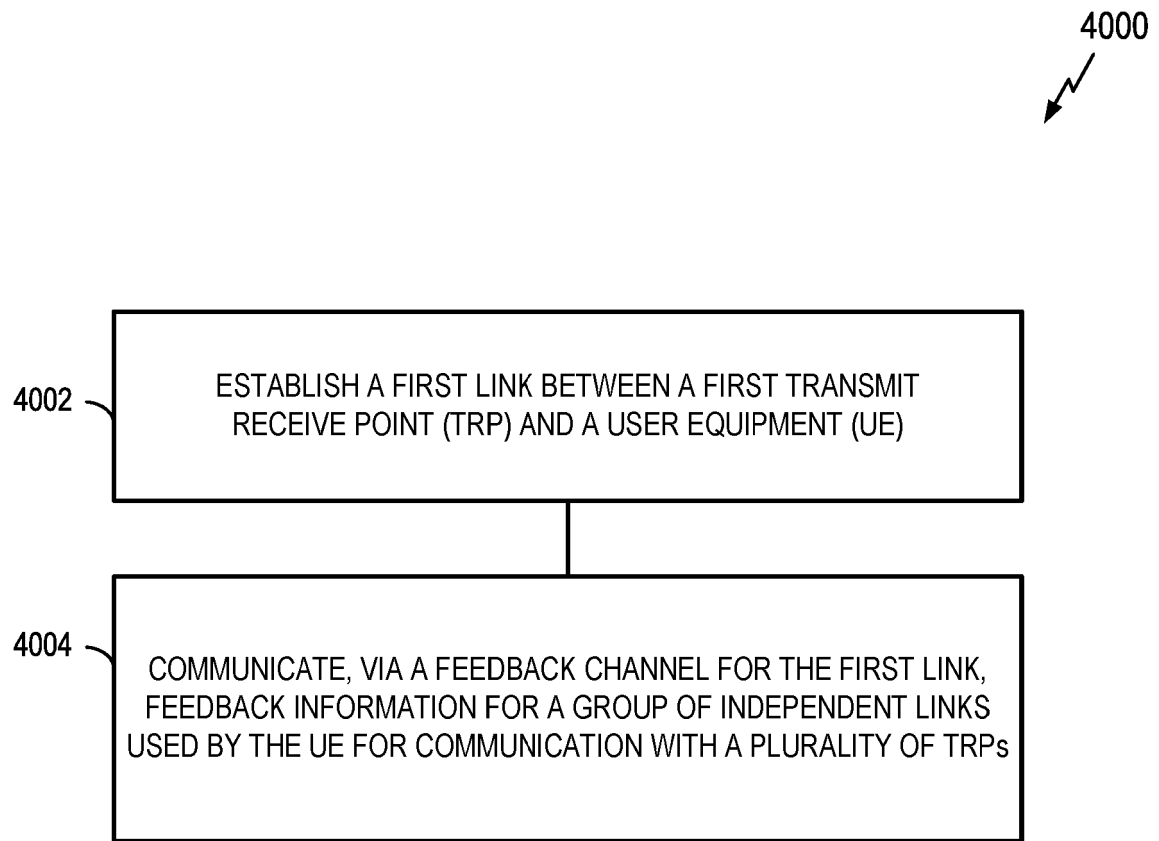 4000
4002
ESTABLISH A FIRST LINK BETWEEN A FIRST TRANSMIT
RECEIVE POINT (TRP) AND A USER EQUIPMENT (UE)
4004
COMMUNICATE, VIA A FEEDBACK CHANNEL FOR THE FIRST LINK,
FEEDBACK INFORMATION FOR A GROUP OF INDEPENDENT LINKS
USED BY THE UE FOR COMMUNICATION WITH A PLURALITY OF TRPs